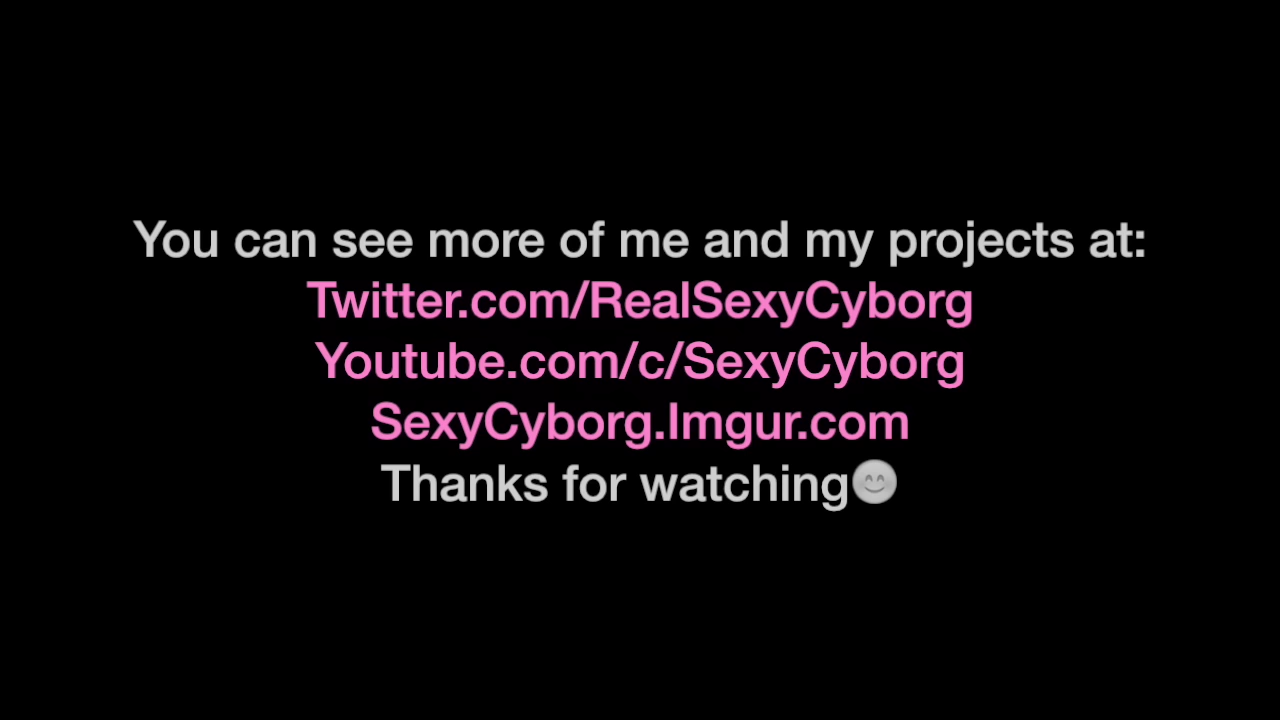 You can see more of me and my projects at:
Twitter.com/RealSexyCyborg
Youtube.com/c/SexyCyborg
SexyCyborg.Imgur.com
Thanks for watching😊